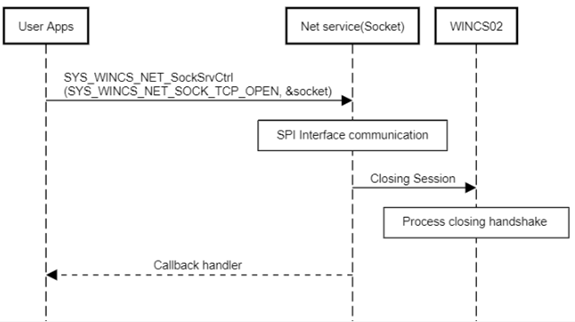 User Apps
Net service(Socket)
WINCS02
SYS_WINCS_NET_SockSrvCtrl
(SYS_WINCS_NET_SOCK_TCP_OPEN, &socket)
SPI Interface communication
Closing Session
Process closing handshake
Callback handler